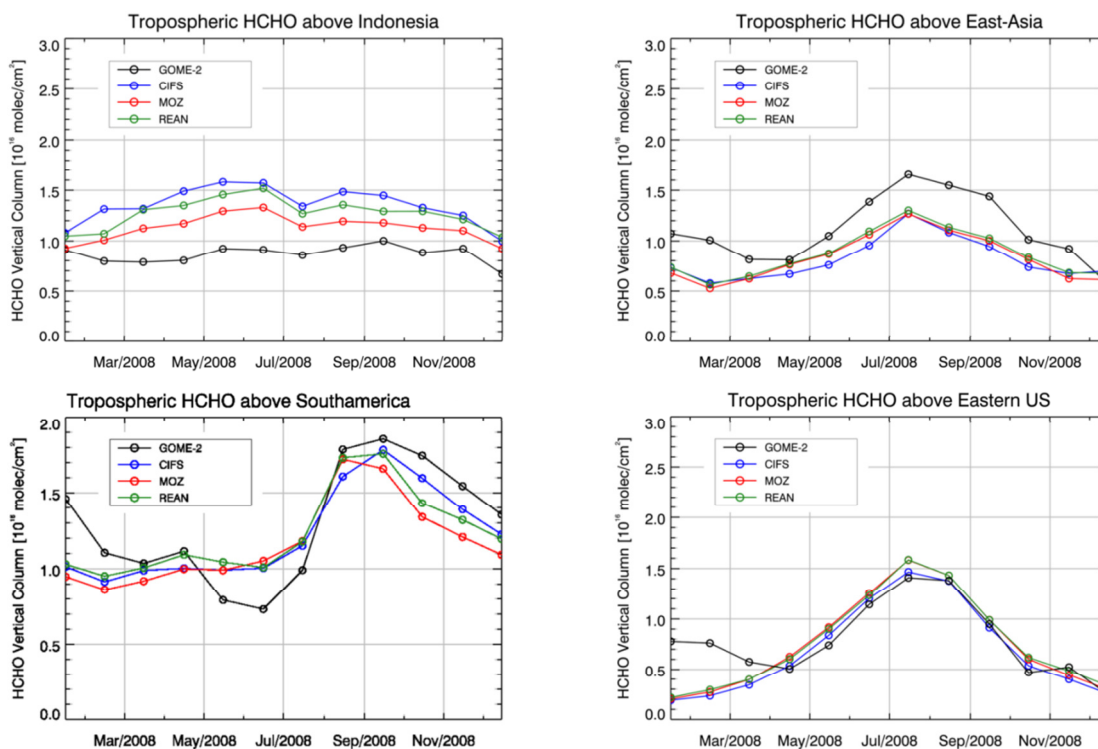 Tropospheric HCHO above Indonesia
HCHO Vertical Column [10¹⁶ molec/cm²]
3.0
2.5
2.0
1.5
1.0
0.5
0.0
GOME-2
CIFS
MOZ
REAN
Mar/2008 May/2008 Jul/2008 Sep/2008 Nov/2008
Tropospheric HCHO above East-Asia
HCHO Vertical Column [10¹⁶ molec/cm²]
3.0
2.5
2.0
1.5
1.0
0.5
0.0
GOME-2
CIFS
MOZ
REAN
Mar/2008 May/2008 Jul/2008 Sep/2008 Nov/2008
Tropospheric HCHO above Southamerica
HCHO Vertical Column [10¹⁶ molec/cm²]
2.0
1.5
1.0
0.5
0.0
GOME-2
CIFS
MOZ
REAN
Mar/2008 May/2008 Jul/2008 Sep/2008 Nov/2008
Tropospheric HCHO above Eastern US
HCHO Vertical Column [10¹⁶ molec/cm²]
3.0
2.5
2.0
1.5
1.0
0.5
0.0
GOME-2
CIFS
MOZ
REAN
Mar/2008 May/2008 Jul/2008 Sep/2008 Nov/2008